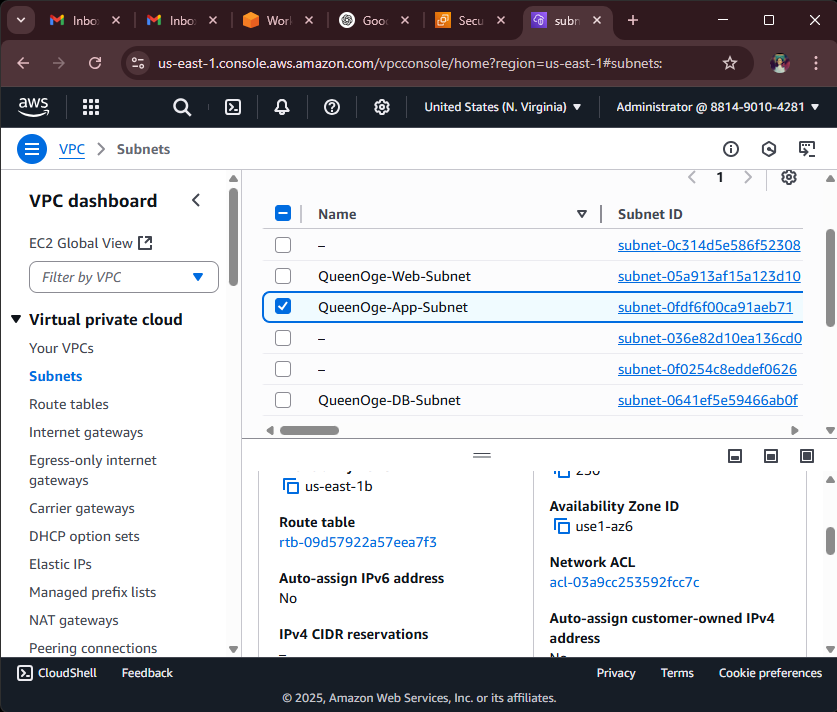 Inbo
Inbo
Work
Goo
Secu
subn
us-east-1.console.aws.amazon.com/vpcconsole/home?region=us-east-1#subnets:
aws
United States (N. Virginia)
Administrator @ 8814-9010-4281
VPC
Subnets
VPC dashboard
EC2 Global View
Filter by VPC
Virtual private cloud
Your VPCs
Subnets
Route tables
Internet gateways
Egress-only internet
gateways
Carrier gateways
DHCP option sets
Elastic IPs
Managed prefix lists
NAT gateways
Peering connections
1
Name Subnet ID
– subnet-0c314d5e586f52308
QueenOge-Web-Subnet subnet-05a913af15a123d10
QueenOge-App-Subnet subnet-0fdf6f00ca91aeb71
– subnet-036e82d10ea136cd0
– subnet-0f0254c8eddef0626
QueenOge-DB-Subnet subnet-0641ef5e59466ab0f
us-east-1b
Route table
rtb-09d57922a57eea7f3
Auto-assign IPv6 address
No
IPv4 CIDR reservations
–
250
Availability Zone ID
use1-az6
Network ACL
acl-03a9cc253592fcc7c
Auto-assign customer-owned IPv4
address
No
CloudShell
Feedback
Privacy
Terms
Cookie preferences
© 2025, Amazon Web Services, Inc. or its affiliates.